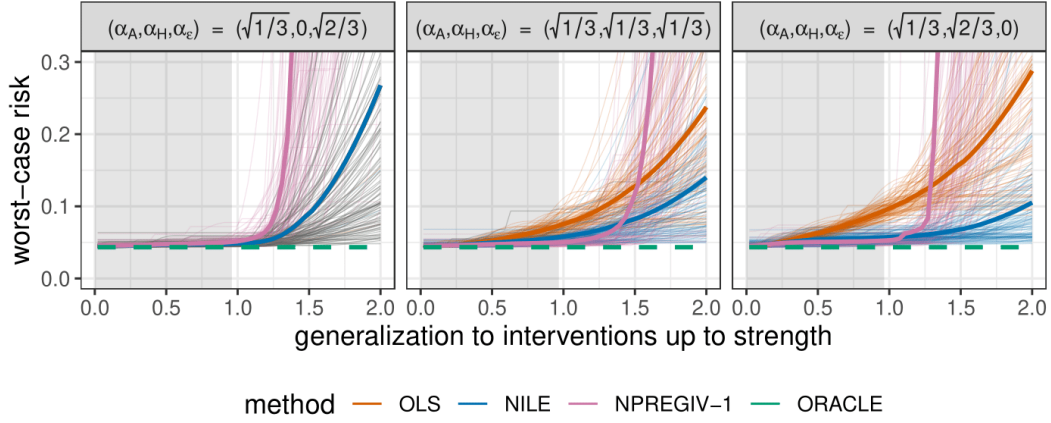 (αA,αH,αε) = (√1/3,0,√2/3)
(αA,αH,αε) = (√1/3,√1/3,√1/3)
(αA,αH,αε) = (√1/3,√2/3,0)
worst−case risk
0.3
0.2
0.1
0.0
0.0 0.5 1.0 1.5 2.0 0.0 0.5 1.0 1.5 2.0 0.0 0.5 1.0 1.5 2.0
generalization to interventions up to strength
method OLS NILE NPREGIV−1 ORACLE